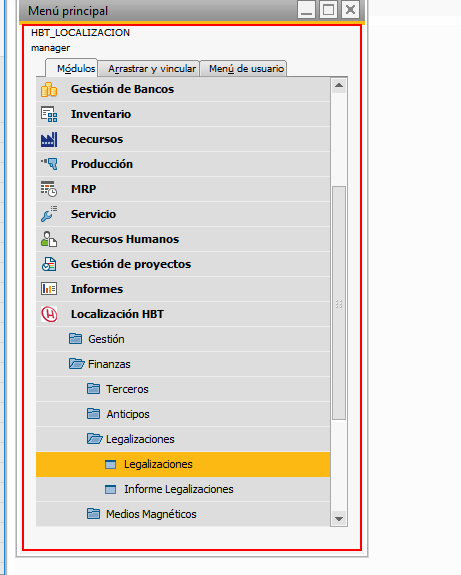 Menú principal
HBT_LOCALIZACION
manager
Módulos Arrastrar y vincular Menú de usuario
Gestión de Bancos
Inventario
Recursos
Producción
MRP
Servicio
Recursos Humanos
Gestión de proyectos
Informes
Localización HBT
Gestión
Finanzas
Terceros
Anticipos
Legalizaciones
Legalizaciones
Informe Legalizaciones
Medios Magnéticos